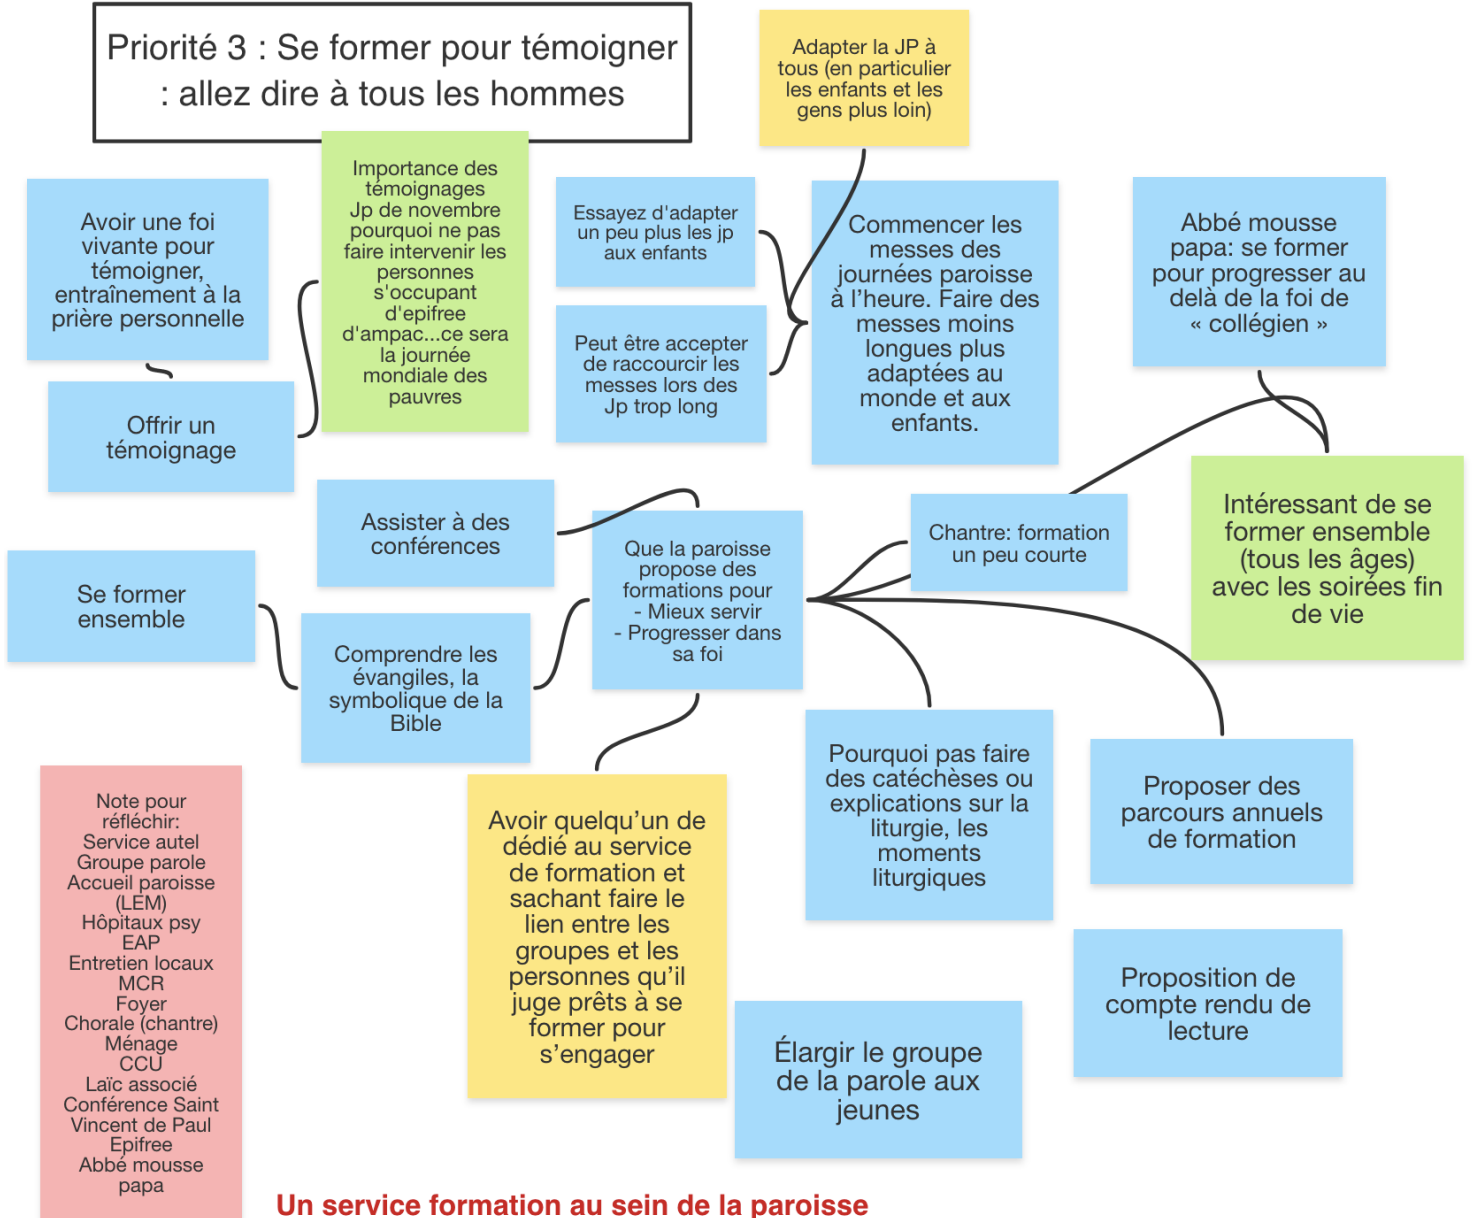 Priorité 3 : Se former pour témoigner
: allez dire à tous les hommes
Adapter la JP à
tous (en particulier
les enfants et les
gens plus loin)
Avoir une foi
vivante pour
témoigner,
entraînement à la
prière personnelle
Importance des
témoignages
Jp de novembre
pourquoi ne pas
faire intervenir les
personnes
s'occupant
d'epifree
d'ampac...ce sera
la journée
mondiale des
pauvres
Essayez d'adapter
un peu plus les jp
aux enfants
Commencer les
messes des
journées paroisse
à l’heure. Faire des
messes moins
longues plus
adaptées au
monde et aux
enfants.
Abbé mousse
papa: se former
pour progresser au
delà de la foi de
« collégien »
Peut être accepter
de raccourcir les
messes lors des
Jp trop long
Offrir un
témoignage
Assister à des
conférences
Que la paroisse
propose des
formations pour
- Mieux servir
- Progresser dans
sa foi
Chantre: formation
un peu courte
Intéressant de se
former ensemble
(tous les âges)
avec les soirées fin
de vie
Se former
ensemble
Comprendre les
évangiles, la
symbolique de la
Bible
Note pour
réfléchir:
Service autel
Groupe parole
Accueil paroisse
(LEM)
Hôpitaux psy
EAP
Entretien locaux
MCR
Foyer
Chorale (chantre)
Ménage
CCU
Laïc associé
Conférence Saint
Vincent de Paul
Epifree
Abbé mousse
papa
Avoir quelqu’un de
dédié au service
de formation et
sachant faire le
lien entre les
groupes et les
personnes qu’il
juge prêts à se
former pour
s’engager
Pourquoi pas faire
des catéchèses ou
explications sur la
liturgie, les
moments
liturgiques
Proposer des
parcours annuels
de formation
Proposition de
compte rendu de
lecture
Élargir le groupe
de la parole aux
jeunes
Un service formation au sein de la paroisse